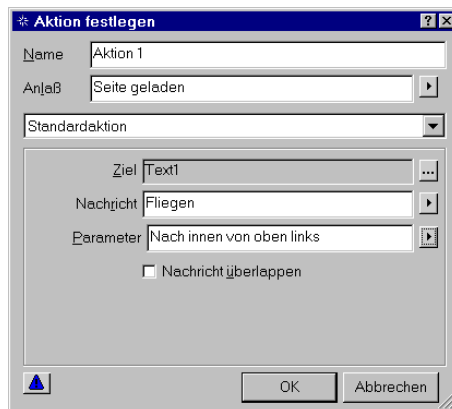 Aktion festlegen
Name Aktion 1
Anlaß Seite geladen
Standardaktion
Ziel Text1 ...
Nachricht Fliegen
Parameter Nach innen von oben links
Nachricht überlappen
OK Abbrechen